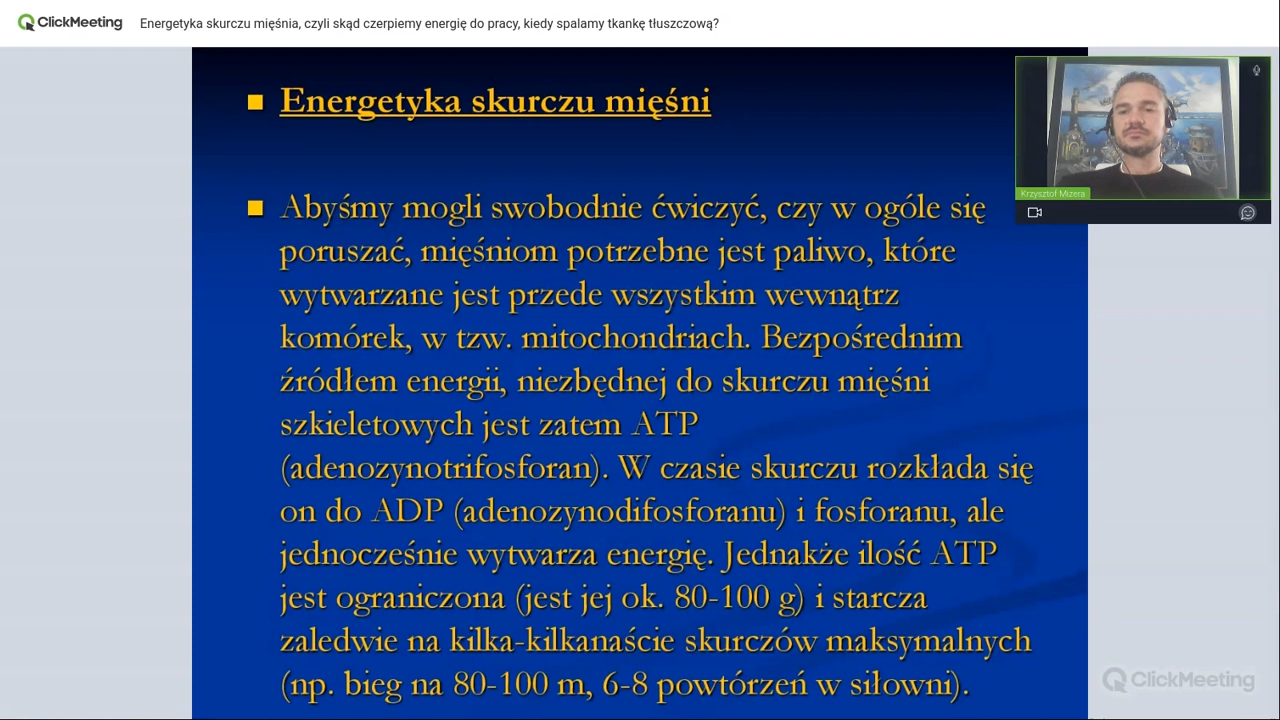 ClickMeeting
Energetyka skurczu mięśnia, czyli skąd czerpiemy energię do pracy, kiedy spalamy tkankę tłuszczową?
Energetyka skurczu mięśni
Abyśmy mogli swobodnie ćwiczyć, czy w ogóle się
poruszać, mięśniom potrzebne jest paliwo, które
wytwarzane jest przede wszystkim wewnątrz
komórek, w tzw. mitochondriach. Bezpośrednim
źródłem energii, niezbędnej do skurczu mięśni
szkieletowych jest zatem ATP
(adenozynotrifosforan). W czasie skurczu rozkłada się
on do ADP (adenozynodifosforanu) i fosforanu, ale
jednocześnie wytwarza energię. Jednakże ilość ATP
jest ograniczona (jest jej ok. 80-100 g) i starcza
zaledwie na kilka-kilkanaście skurczów maksymalnych
(np. bieg na 80-100 m, 6-8 powtórzeń w siłowni).
Krzysztof Mizera
ClickMeeting